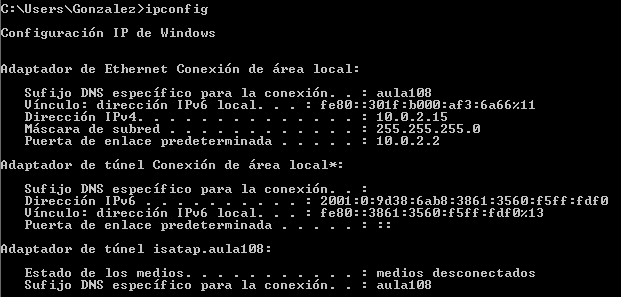 C:\Users\Gonzalez>ipconfig
Configuración IP de Windows
Adaptador de Ethernet Conexión de área local:
Sufijo DNS específico para la conexión. . : aula108
Vínculo: dirección IPv6 local. . . : fe80::301f:b000:af3:6a66%11
Dirección IPv4. . . . . . . . . . . . . . : 10.0.2.15
Máscara de subred . . . . . . . . . . . . : 255.255.255.0
Puerta de enlace predeterminada . . . . . : 10.0.2.2
Adaptador de túnel Conexión de área local*:
Sufijo DNS específico para la conexión. . :
Dirección IPv6 . . . . . . . . . . : 2001:0:9d38:6ab8:3861:3560:f5ff:fdf0
Vínculo: dirección IPv6 local. . . : fe80::3861:3560:f5ff:fdf0%13
Puerta de enlace predeterminada . . . . . : ::
Adaptador de túnel isatap.aula108:
Estado de los medios. . . . . . . . . . . : medios desconectados
Sufijo DNS específico para la conexión. . : aula108